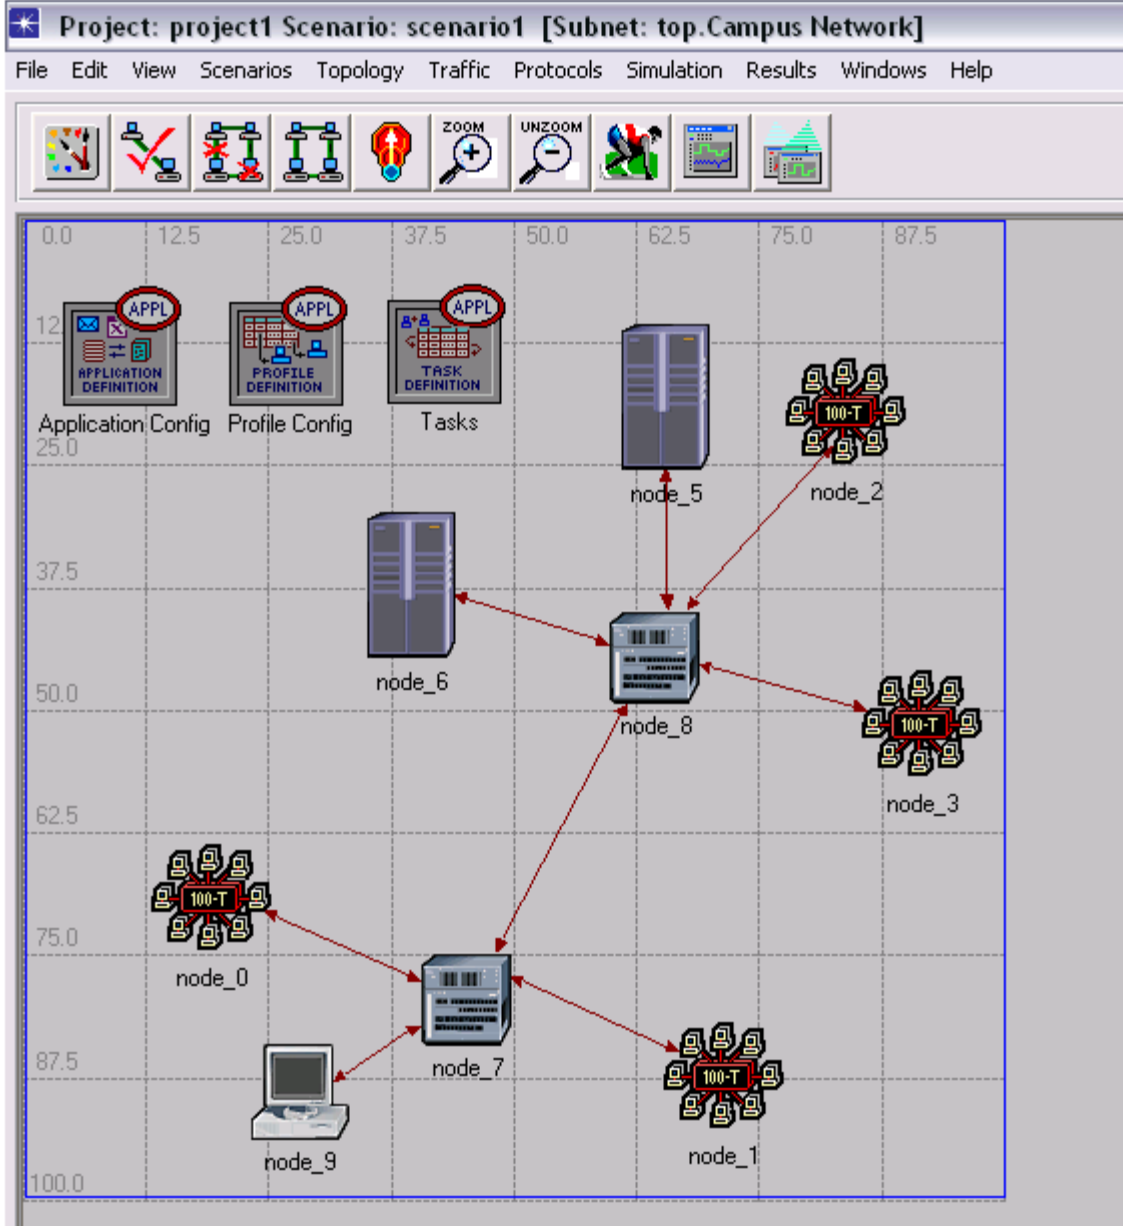 Project: project1 Scenario: scenario1 [Subnet: top.Campus Network]
File Edit View Scenarios Topology Traffic Protocols Simulation Results Windows Help
ZOOM UNZOOM
0.0 12.5 25.0 37.5 50.0 62.5 75.0 87.5
APPL APPL APPL
12.
APPLICATION
DEFINITION
PROFILE
DEFINITION
TASK
DEFINITION
Application Config Profile Config Tasks
100-T
25.0
node_5 node_2
37.5
node_6
50.0
node_8
100-T
node_3
62.5
100-T
75.0
node_0
87.5
node_7
100-T
node_9 node_1
100.0